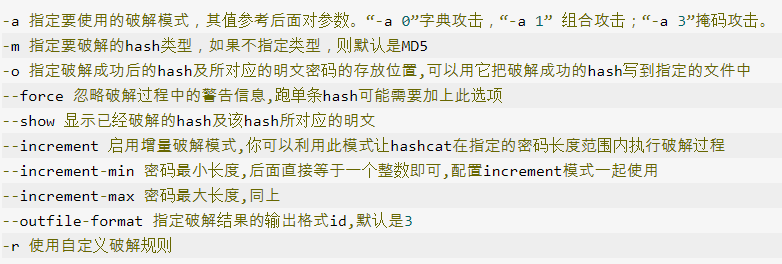 -a 指定要使用的破解模式，其值参考后面对参数。“-a 0”字典攻击，“-a 1” 组合攻击；“-a 3”掩码攻击。
-m 指定要破解的hash类型，如果不指定类型，则默认是MD5
-o 指定破解成功后的hash及所对应的明文密码的存放位置,可以用它把破解成功的hash写到指定的文件中
--force 忽略破解过程中的警告信息,跑单条hash可能需要加上此选项
--show 显示已经破解的hash及该hash所对应的明文
--increment 启用增量破解模式,你可以利用此模式让hashcat在指定的密码长度范围内执行破解过程
--increment-min 密码最小长度,后面直接等于一个整数即可,配置increment模式一起使用
--increment-max 密码最大长度,同上
--outfile-format 指定破解结果的输出格式id,默认是3
-r 使用自定义破解规则